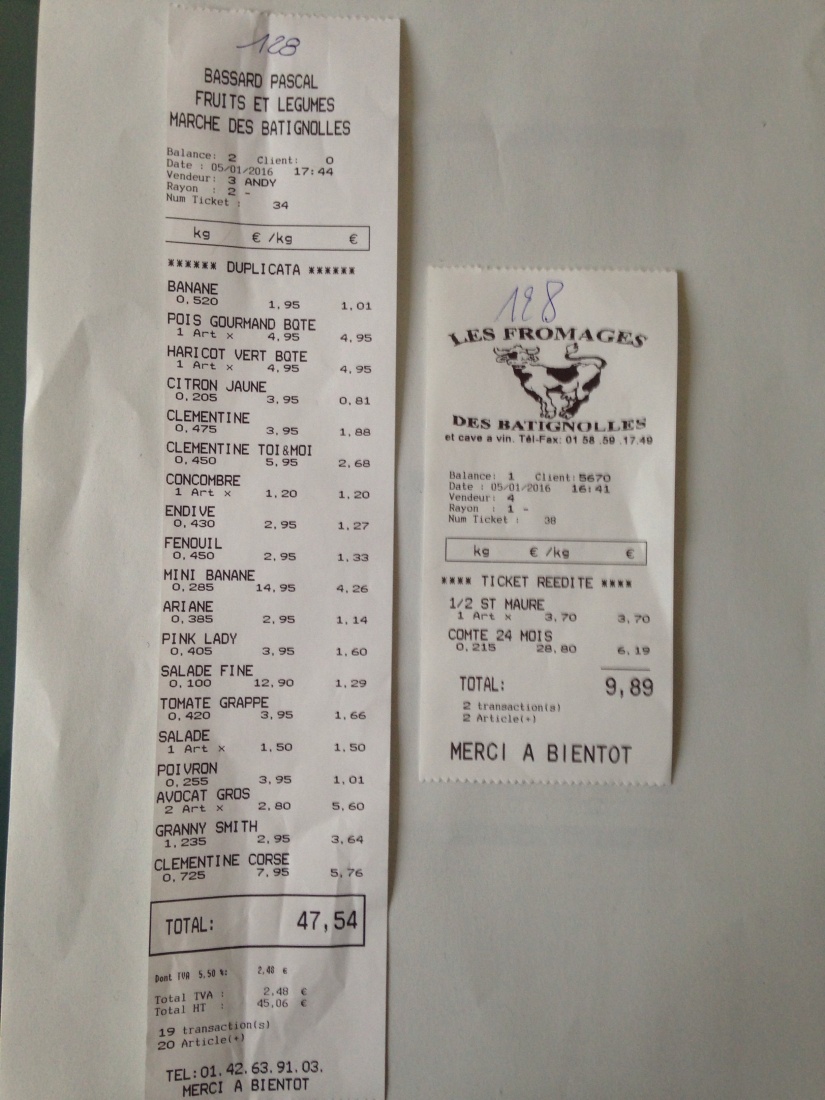 128
BASSARD PASCAL
FRUITS ET LEGUMES
MARCHE DES BATIGNOLLES
Balance: 2 Client: 0
Date : 05/01/2016 17:44
Vendeur: 3 ANDY
Rayon : 2 -
Num Ticket : 34
kg € /kg €
****** DUPLICATA ******
BANANE
0,520 1,95 1,01
POIS GOURMAND BQTE
1 Art x 4,95 4,95
HARICOT VERT BQTE
1 Art x 4,95 4,95
CITRON JAUNE
0,205 3,95 0,81
CLEMENTINE
0,475 3,95 1,88
CLEMENTINE TOI&MOI
0,450 5,95 2,68
CONCOMBRE
1 Art x 1,20 1,20
ENDIVE
0,430 2,95 1,27
FENOUIL
0,450 2,95 1,33
MINI BANANE
0,285 14,95 4,26
ARIANE
0,385 2,95 1,14
PINK LADY
0,405 3,95 1,60
SALADE FINE
0,100 12,90 1,29
TOMATE GRAPPE
0,420 3,95 1,66
SALADE
1 Art x 1,50 1,50
POIVRON
0,255 3,95 1,01
AVOCAT GROS
2 Art x 2,80 5,60
GRANNY SMITH
1,235 2,95 3,64
CLEMENTINE CORSE
0,725 7,95 5,76
TOTAL: 47,54
Dont TVA 5,50 %: 2,48 €
Total TVA : 2,48 €
Total HT : 45,06 €
19 transaction(s)
20 Article(+)
TEL:01.42.63.91.03.
MERCI A BIENTOT
128
LES FROMAGES
DES BATIGNOLLES
et cave a vin. Tél-Fax: 01 58 .59 .17.49
Balance: 1 Client:5670
Date : 05/01/2016 16:41
Vendeur: 4
Rayon : 1 -
Num Ticket : 38
kg € /kg €
**** TICKET REEDITE ****
1/2 ST MAURE
1 Art x 3,70 3,70
COMTE 24 MOIS
0,215 28,80 6,19
TOTAL: 9,89
2 transaction(s)
2 Article(+)
MERCI A BIENTOT